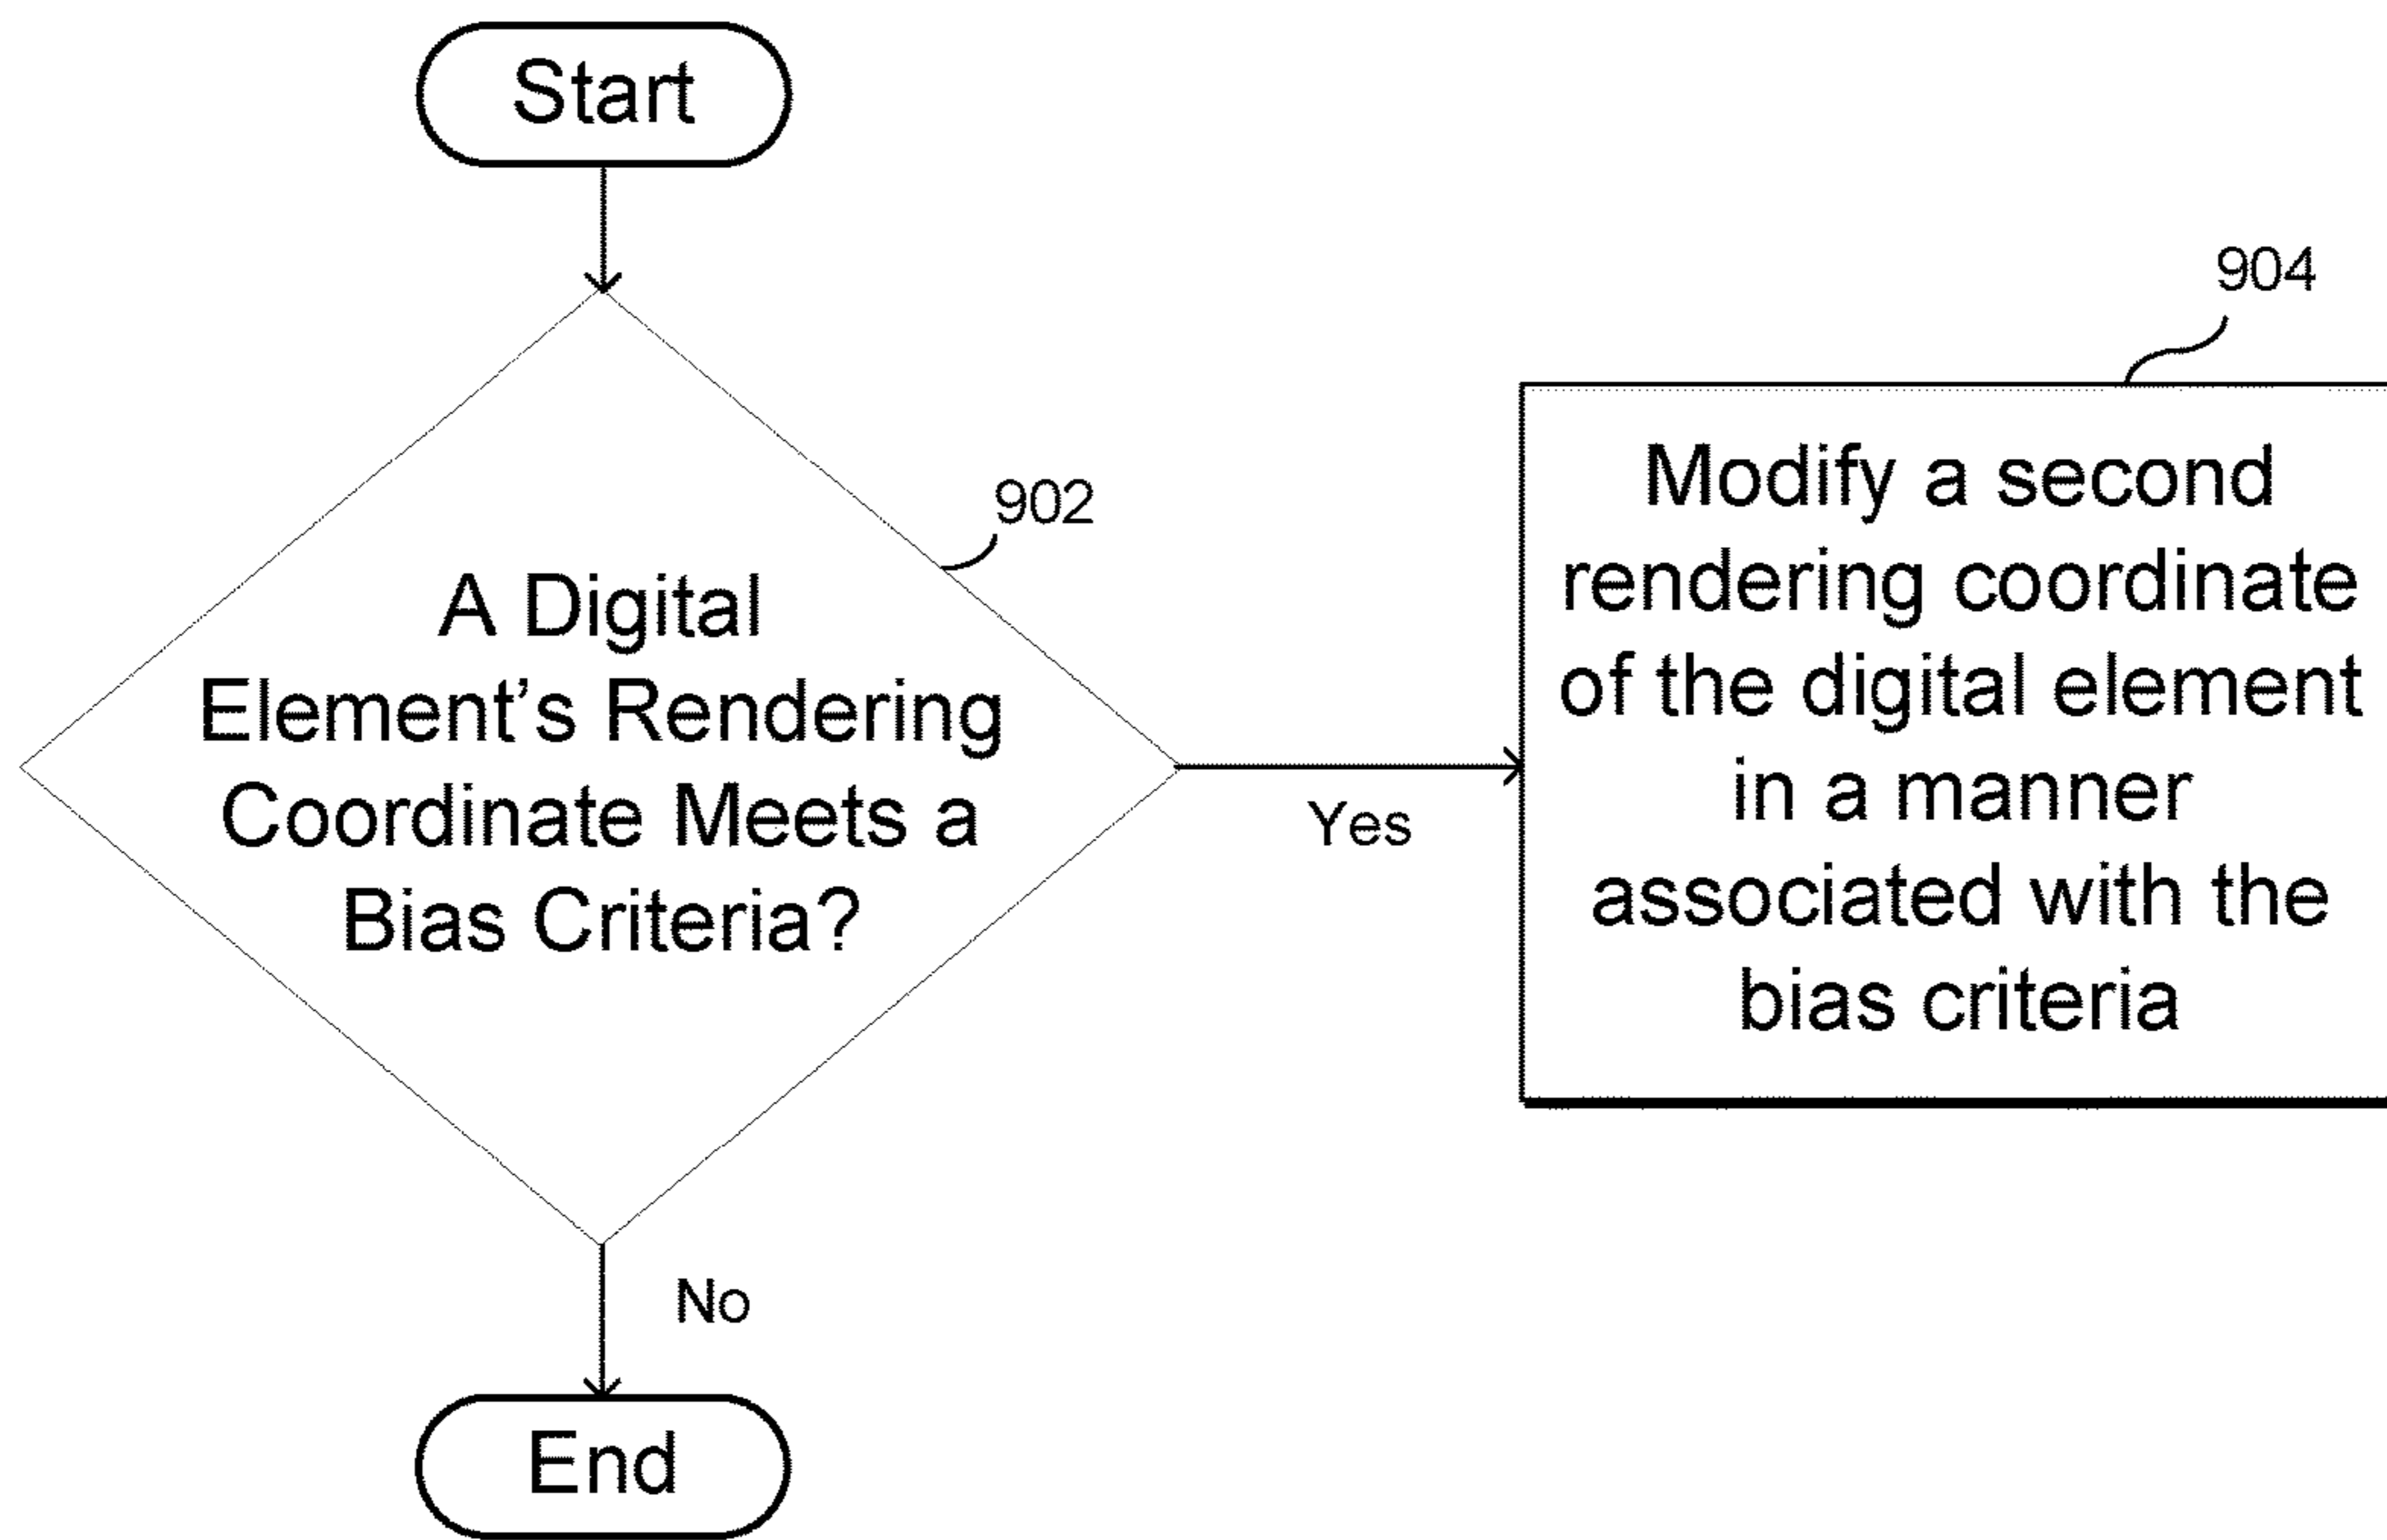 Start
902
A Digital
Element’s Rendering
Coordinate Meets a
Bias Criteria?
Yes
904
Modify a second
rendering coordinate
of the digital element
in a manner
associated with the
bias criteria
No
End